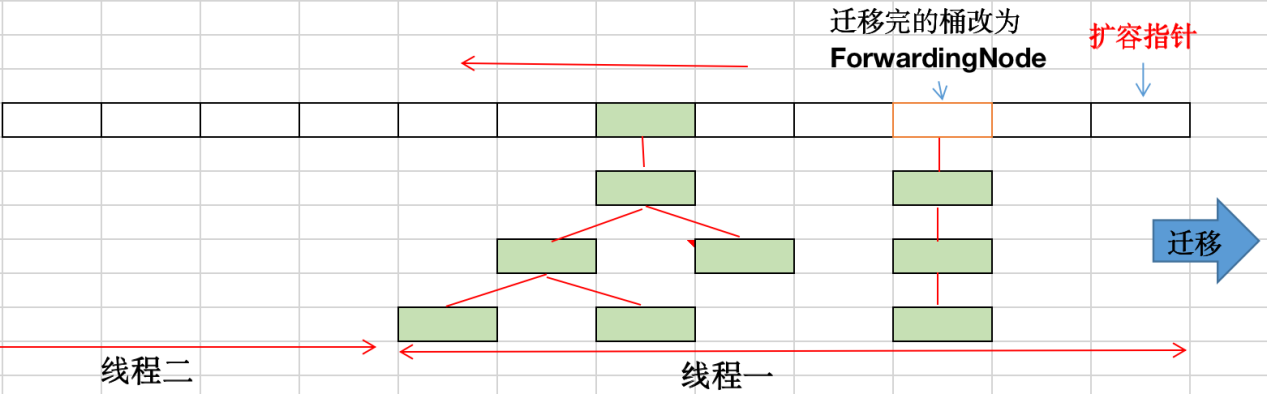 迁移完的桶改为
ForwardingNode
扩容指针
迁移
线程二
线程一